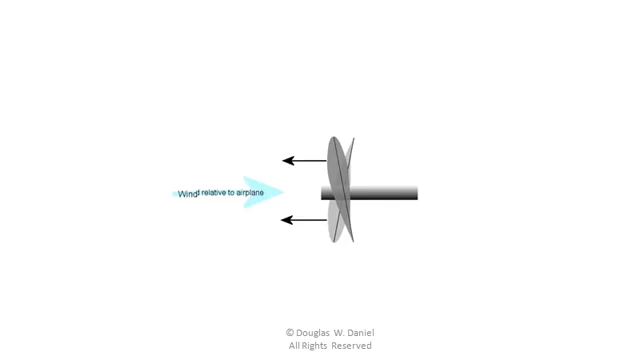 Wind relative to airplane
© Douglas W. Daniel
All Rights Reserved